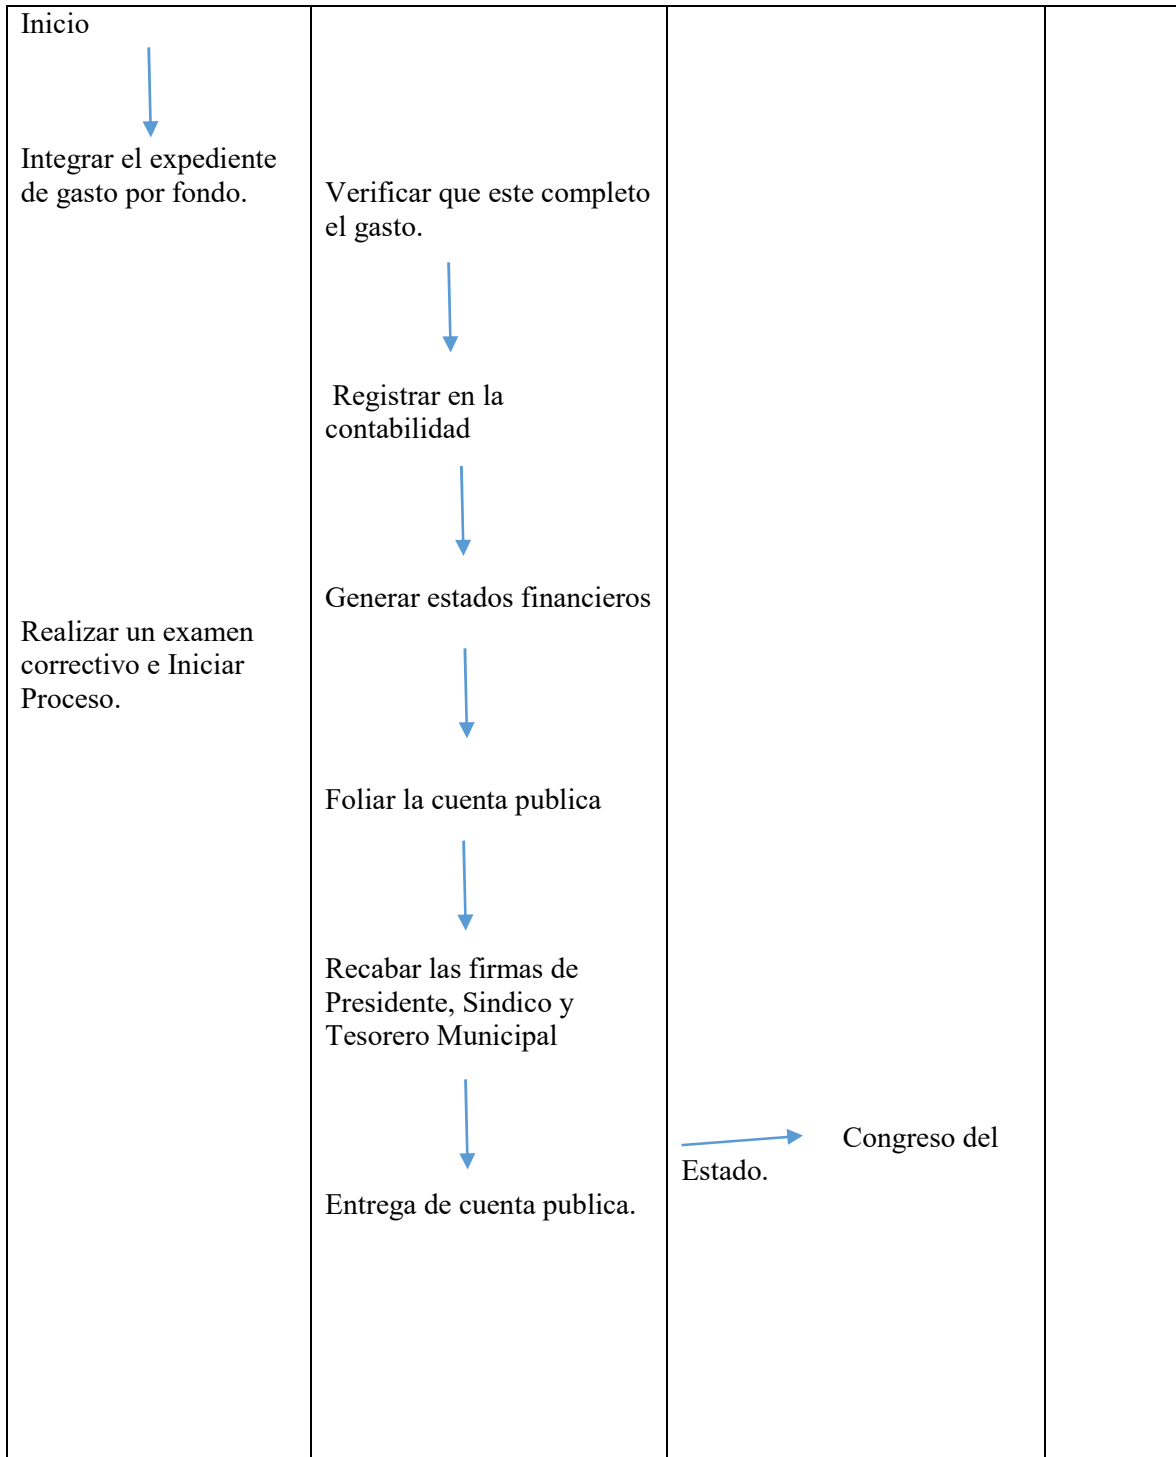 Inicio
Integrar el expediente
de gasto por fondo.
Realizar un examen
correctivo e Iniciar
Proceso.
Verificar que este completo
el gasto.
Registrar en la
contabilidad
Generar estados financieros
Foliar la cuenta publica
Recabar las firmas de
Presidente, Sindico y
Tesorero Municipal
Entrega de cuenta publica.
Congreso del
Estado.